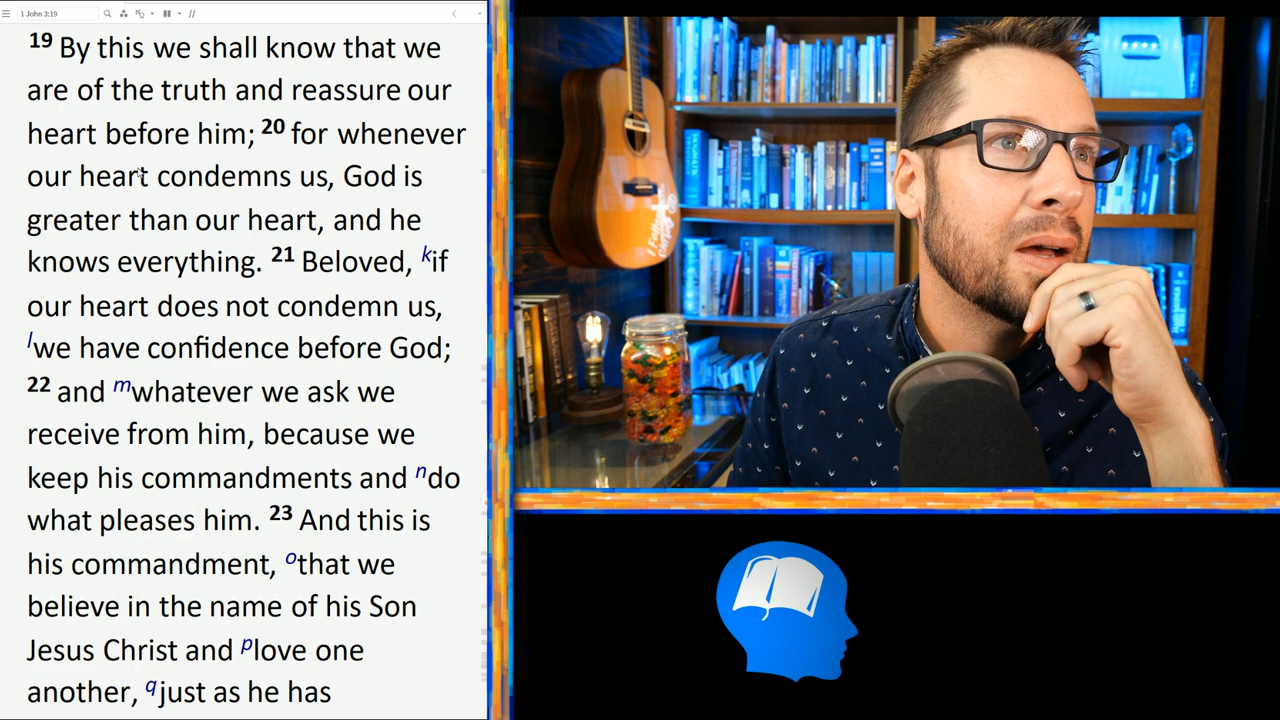 1 John 3:19
19 By this we shall know that we
are of the truth and reassure our
heart before him; 20 for whenever
our heart condemns us, God is
greater than our heart, and he
knows everything. 21 Beloved, kif
our heart does not condemn us,
lwe have confidence before God;
22 and mwhatever we ask we
receive from him, because we
keep his commandments and ndo
what pleases him. 23 And this is
his commandment, othat we
believe in the name of his Son
Jesus Christ and plove one
another, qjust as he has